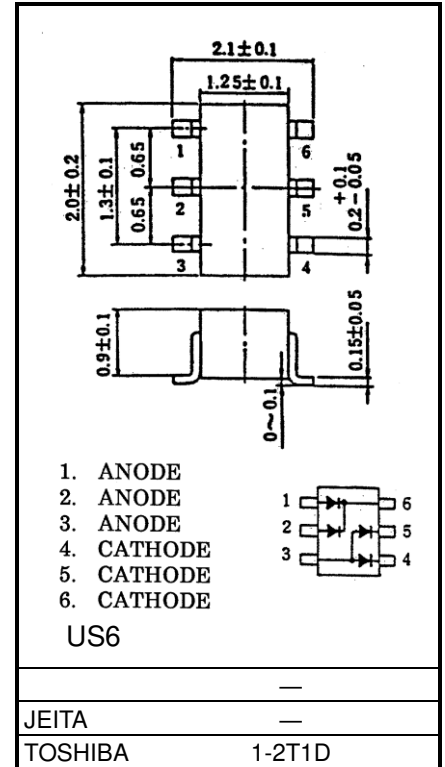 2.1±0.1
1.25±0.1
1
2
3
6
5
4
2.0±0.2
1.3±0.1
0.65
0.65
+0.1
0.2-0.05
0.9±0.1
0.15±0.05
0~0.1
1. ANODE
2. ANODE
3. ANODE
4. CATHODE
5. CATHODE
6. CATHODE
1
2
3
6
5
4
US6
—
JEITA —
TOSHIBA 1-2T1D